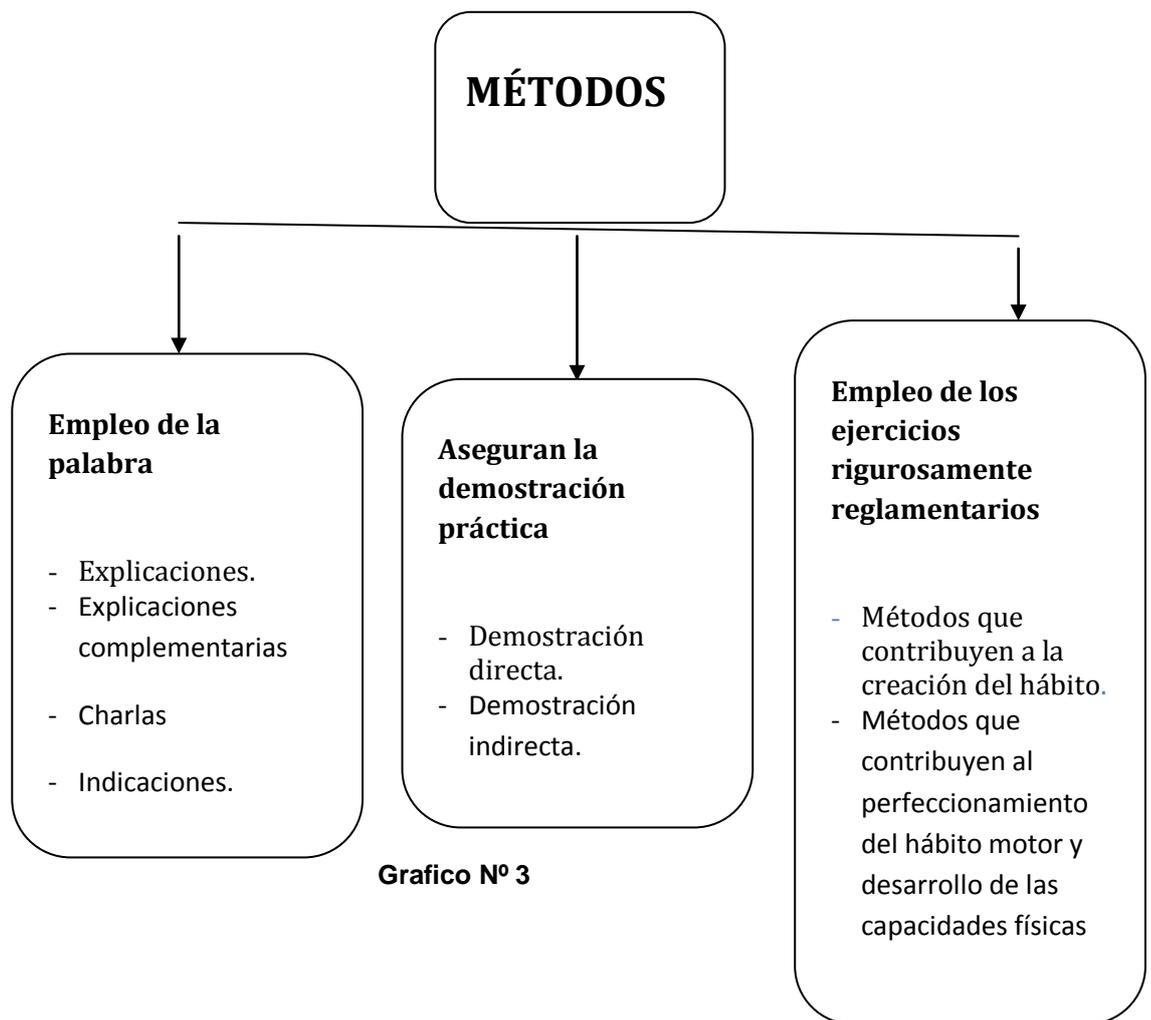 MÉTODOS
Empleo de la
palabra
- Explicaciones.
- Explicaciones
complementarias
- Charlas
- Indicaciones.
Aseguran la
demostración
práctica
- Demostración
directa.
- Demostración
indirecta.
Empleo de los
ejercicios
rigurosamente
reglamentarios
- Métodos que
contribuyen a la
creación del hábito.
- Métodos que
contribuyen al
perfeccionamiento
del hábito motor y
desarrollo de las
capacidades físicas
Grafico Nº 3